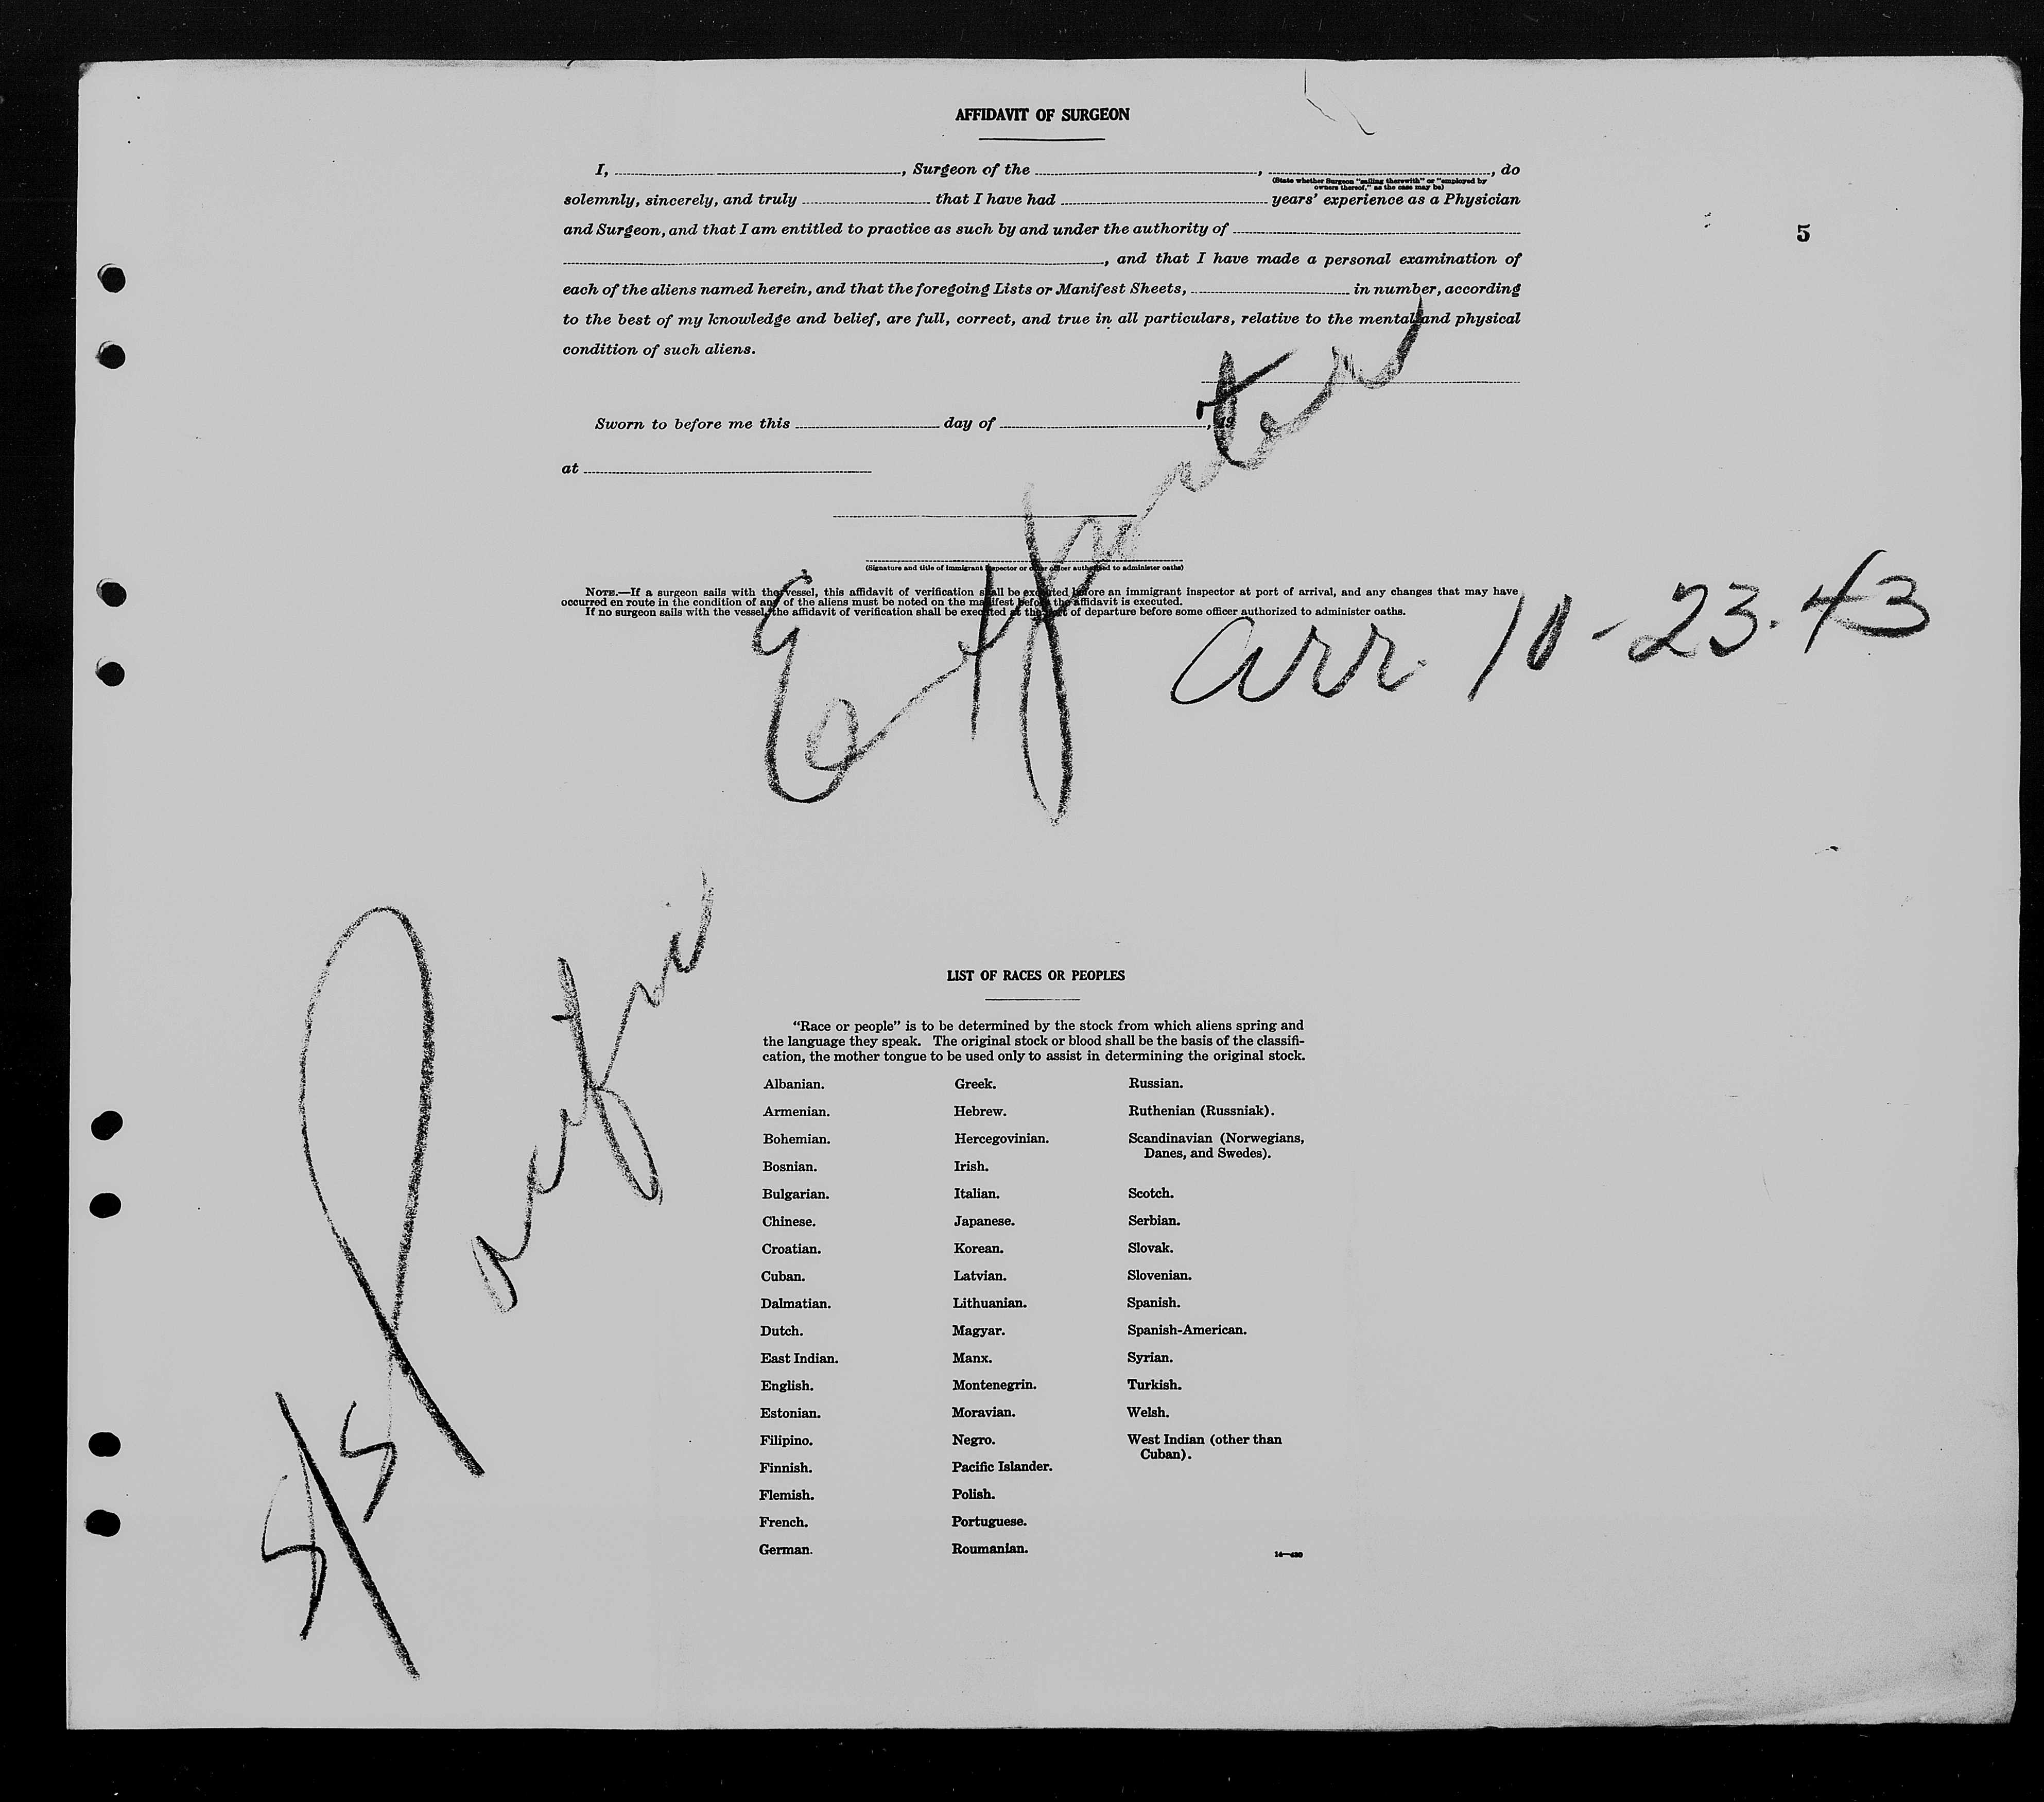 AFFIDAVIT OF SURGEON
I, , Surgeon of the , , do
(State whether Surgeon "sailing therewith" or "employed by
owners thereof," as the case may be)
solemnly, sincerely, and truly that I have had years' experience as a Physician
and Surgeon, and that I am entitled to practice as such by and under the authority of
, and that I have made a personal examination of
each of the aliens named herein, and that the foregoing Lists or Manifest Sheets, in number, according
to the best of my knowledge and belief, are full, correct, and true in all particulars, relative to the mental and physical
condition of such aliens.
5
Sworn to before me this day of , 19
at
(Signature and title of immigrant inspector or other officer authorized to administer oaths)
NOTE.—If a surgeon sails with the vessel, this affidavit of verification shall be executed before an immigrant inspector at port of arrival, and any changes that may have
occurred en route in the condition of any of the aliens must be noted on the manifest before the affidavit is executed.
If no surgeon sails with the vessel, the affidavit of verification shall be executed at the port of departure before some officer authorized to administer oaths.
arr. 10-23-43
S/S
LIST OF RACES OR PEOPLES
"Race or people" is to be determined by the stock from which aliens spring and
the language they speak. The original stock or blood shall be the basis of the classifi-
cation, the mother tongue to be used only to assist in determining the original stock.
Albanian.
Armenian.
Bohemian.
Bosnian.
Bulgarian.
Chinese.
Croatian.
Cuban.
Dalmatian.
Dutch.
East Indian.
English.
Estonian.
Filipino.
Finnish.
Flemish.
French.
German.
Greek.
Hebrew.
Hercegovinian.
Irish.
Italian.
Japanese.
Korean.
Latvian.
Lithuanian.
Magyar.
Manx.
Montenegrin.
Moravian.
Negro.
Pacific Islander.
Polish.
Portuguese.
Roumanian.
Russian.
Ruthenian (Russniak).
Scandinavian (Norwegians,
Danes, and Swedes).
Scotch.
Serbian.
Slovak.
Slovenian.
Spanish.
Spanish-American.
Syrian.
Turkish.
Welsh.
West Indian (other than
Cuban).
14—430